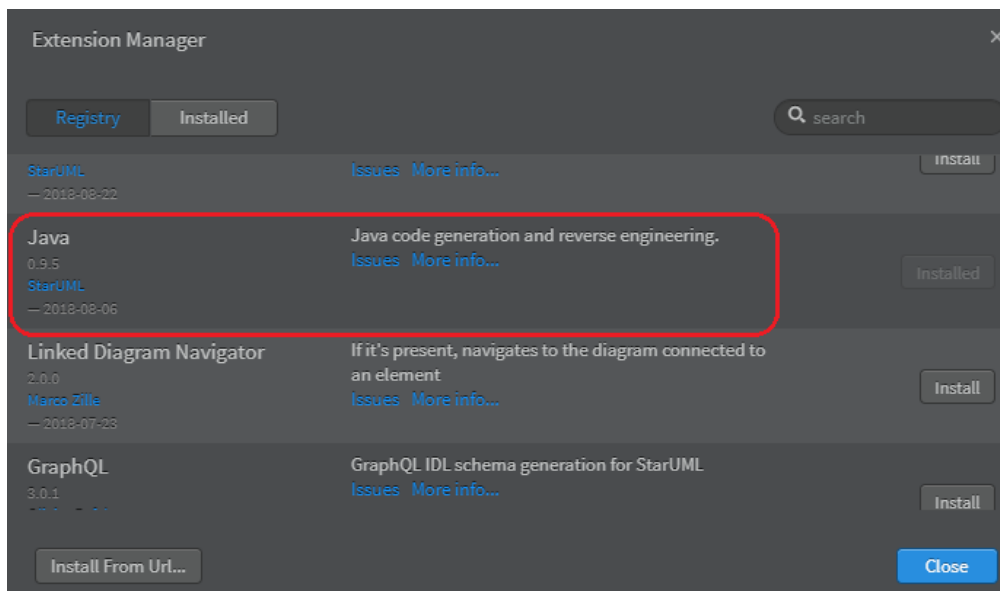 Extension Manager
×
Registry Installed
search
StarUML
— 2018-08-22
Issues More info...
Install
Java
0.9.5
StarUML
— 2018-08-06
Java code generation and reverse engineering.
Issues More info...
Installed
Linked Diagram Navigator
2.0.0
Marco Zille
— 2018-07-23
If it's present, navigates to the diagram connected to
an element
Issues More info...
Install
GraphQL
3.0.1
GraphQL IDL schema generation for StarUML
Issues More info...
Install
Install From Url...
Close